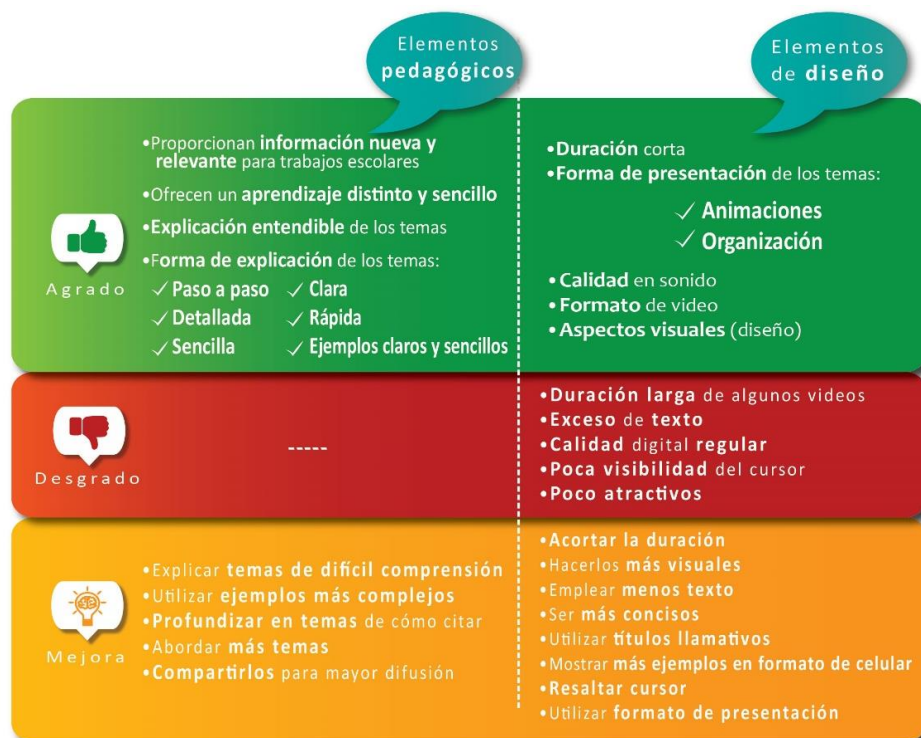 Elementos
pedagógicos
Elementos
de diseño
•Proporcionan información nueva y
relevante para trabajos escolares
•Ofrecen un aprendizaje distinto y sencillo
•Explicación entendible de los temas
•Forma de explicación de los temas:
✓ Paso a paso ✓ Clara
✓ Detallada ✓ Rápida
✓ Sencilla ✓ Ejemplos claros y sencillos
Agrado
•Duración corta
•Forma de presentación de los temas:
✓ Animaciones
✓ Organización
•Calidad en sonido
•Formato de video
•Aspectos visuales (diseño)
Desgrado
-----
•Duración larga de algunos videos
•Exceso de texto
•Calidad digital regular
•Poca visibilidad del cursor
•Poco atractivos
Mejora
•Explicar temas de difícil comprensión
•Utilizar ejemplos más complejos
•Profundizar en temas de cómo citar
•Abordar más temas
•Compartirlos para mayor difusión
•Acortar la duración
•Hacerlos más visuales
•Emplear menos texto
•Ser más concisos
•Utilizar títulos llamativos
•Mostrar más ejemplos en formato de celular
•Resaltar cursor
•Utilizar formato de presentación